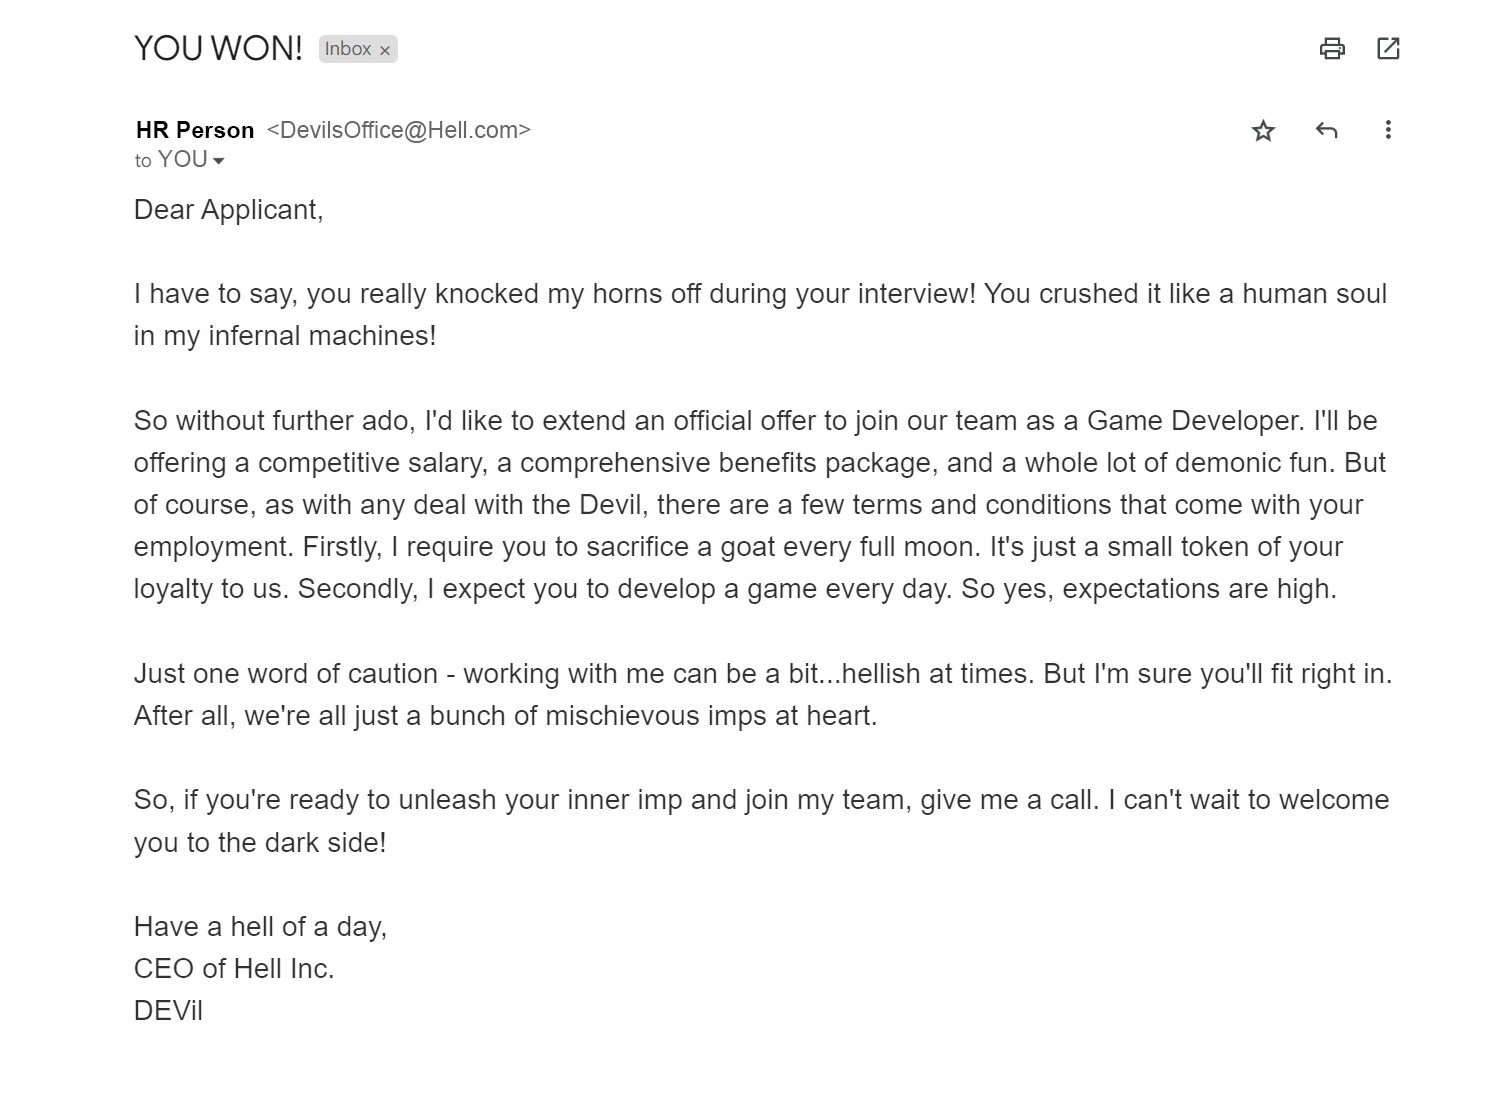 YOU WON! Inbox ×
HR Person <DevilsOffice@Hell.com>
to YOU
Dear Applicant,
I have to say, you really knocked my horns off during your interview! You crushed it like a human soul
in my infernal machines!
So without further ado, I'd like to extend an official offer to join our team as a Game Developer. I'll be
offering a competitive salary, a comprehensive benefits package, and a whole lot of demonic fun. But
of course, as with any deal with the Devil, there are a few terms and conditions that come with your
employment. Firstly, I require you to sacrifice a goat every full moon. It's just a small token of your
loyalty to us. Secondly, I expect you to develop a game every day. So yes, expectations are high.
Just one word of caution - working with me can be a bit...hellish at times. But I'm sure you'll fit right in.
After all, we're all just a bunch of mischievous imps at heart.
So, if you're ready to unleash your inner imp and join my team, give me a call. I can't wait to welcome
you to the dark side!
Have a hell of a day,
CEO of Hell Inc.
DEVil